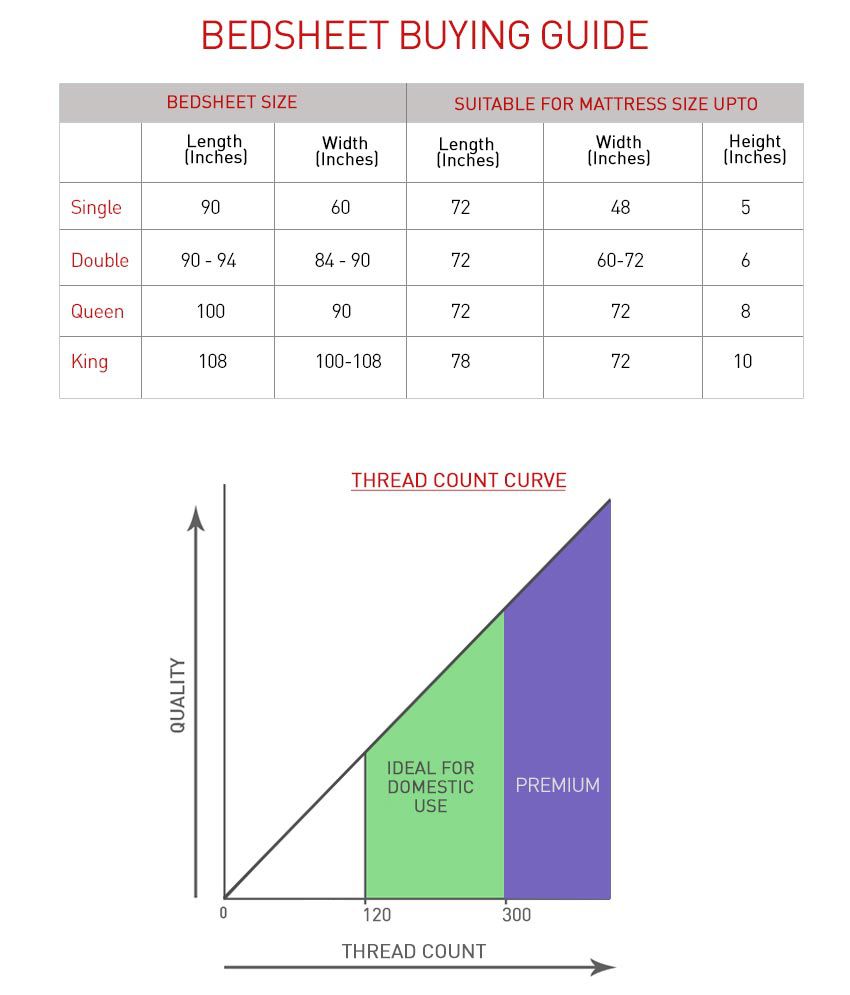 BEDSHEET BUYING GUIDE
BEDSHEET SIZE SUITABLE FOR MATTRESS SIZE UPTO
Length (Inches) Width (Inches) Length (Inches) Width (Inches) Height (Inches)
Single 90 60 72 48 5
Double 90 - 94 84 - 90 72 60-72 6
Queen 100 90 72 72 8
King 108 100-108 78 72 10
THREAD COUNT CURVE
QUALITY
IDEAL FOR
DOMESTIC
USE
PREMIUM
0 120 300
THREAD COUNT